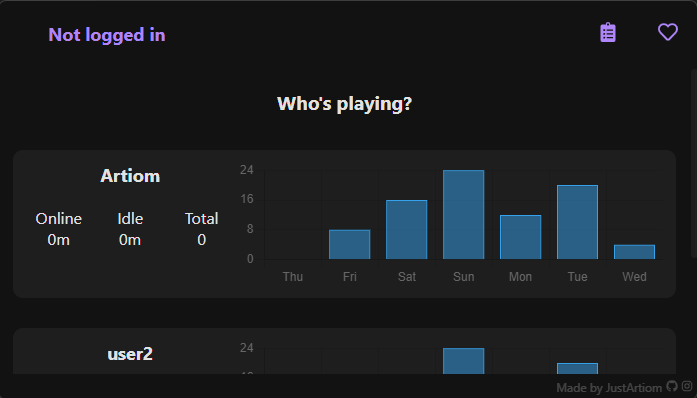 Not logged in
Who's playing?
Artiom
Online Idle Total
0m 0m 0
24
16
8
0
Thu Fri Sat Sun Mon Tue Wed
user2
24
Made by JustArtiom